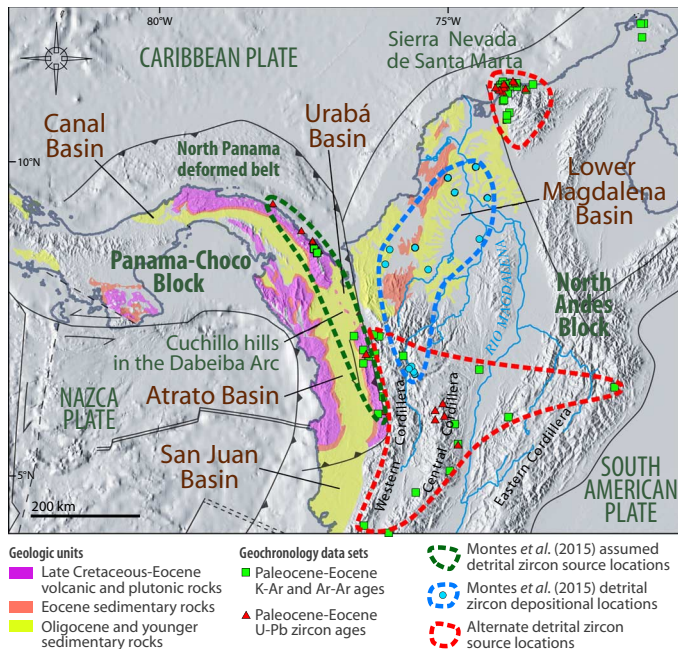 80°W
75°W
CARIBBEAN PLATE
Sierra Nevada
de Santa Marta
Urabá
Basin
Canal
Basin
10°N
North Panama
deformed belt
Lower
Magdalena
Basin
Panama-Choco
Block
RIO MAGDALENA
North
Andes
Block
Cuchillo hills
in the Dabeiba Arc
NAZCA
PLATE
Atrato Basin
Western Cordillera
Central Cordillera
Eastern Cordillera
San Juan
Basin
5°N
SOUTH
AMERICAN
PLATE
200 km
Geologic units
Late Cretaceous-Eocene
volcanic and plutonic rocks
Eocene sedimentary rocks
Oligocene and younger
sedimentary rocks
Geochronology data sets
Paleocene-Eocene
K-Ar and Ar-Ar ages
Paleocene-Eocene
U-Pb zircon ages
Montes et al. (2015) assumed
detrital zircon source locations
Montes et al. (2015) detrital
zircon depositional locations
Alternate detrital zircon
source locations